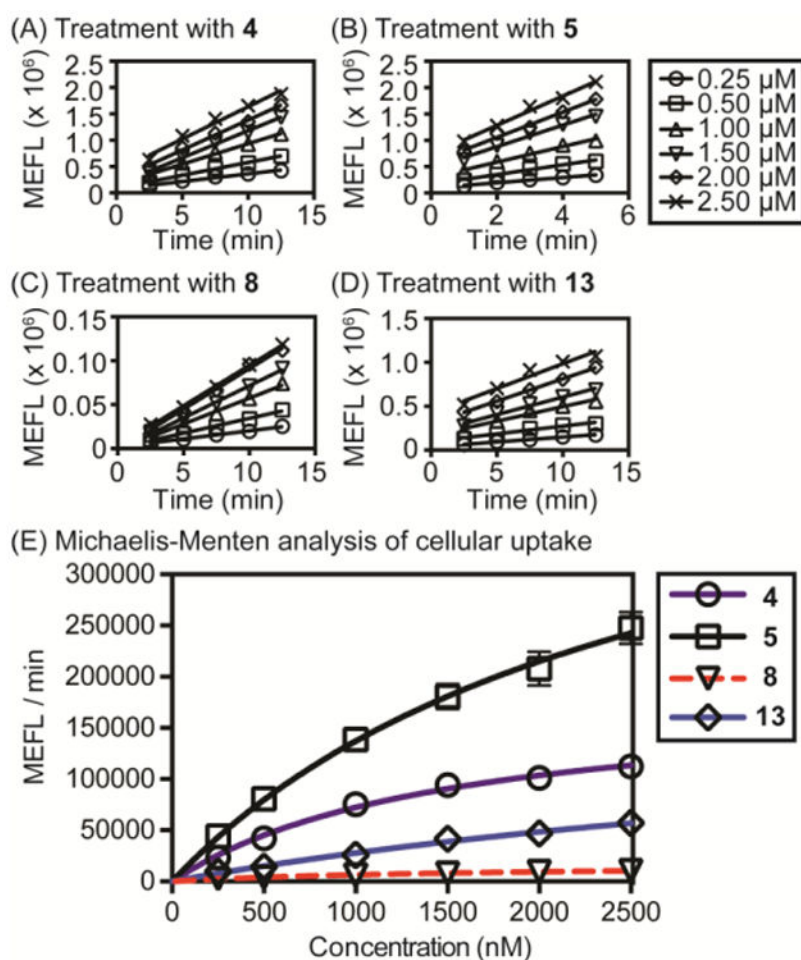 (A) Treatment with 4
MEFL (x 10⁶)
2.5
2.0
1.5
1.0
0.5
0
0 5 10 15
Time (min)
(B) Treatment with 5
MEFL (x 10⁶)
2.5
2.0
1.5
1.0
0.5
0
0 2 4 6
Time (min)
0.25 µM
0.50 µM
1.00 µM
1.50 µM
2.00 µM
2.50 µM
(C) Treatment with 8
MEFL (x 10⁶)
0.15
0.10
0.05
0
0 5 10 15
Time (min)
(D) Treatment with 13
MEFL (x 10⁶)
1.5
1.0
0.5
0
0 5 10 15
Time (min)
(E) Michaelis-Menten analysis of cellular uptake
MEFL / min
300000
250000
200000
150000
100000
50000
0
0 500 1000 1500 2000 2500
Concentration (nM)
4
5
8
13